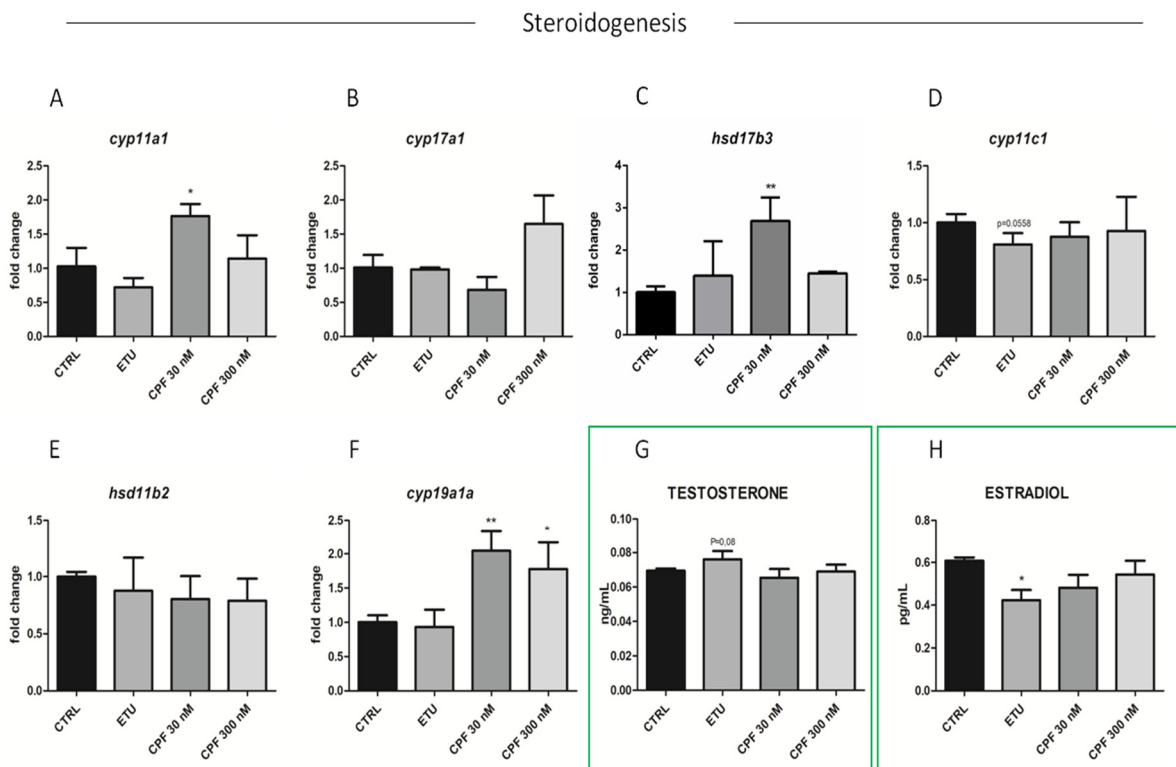 Steroidogenesis
A
cyp11a1
fold change
2.5
2.0
1.5
1.0
0.5
0.0
*
CTRL
ETU
CPF 30 nM
CPF 300 nM
B
cyp17a1
fold change
2.5
2.0
1.5
1.0
0.5
0.0
CTRL
ETU
CPF 30 nM
CPF 300 nM
C
hsd17b3
fold change
4
3
2
1
0
**
CTRL
ETU
CPF 30 nM
CPF 300 nM
D
cyp11c1
fold change
1.5
1.0
0.5
0.0
p=0.0558
CTRL
ETU
CPF 30 nM
CPF 300 nM
E
hsd11b2
fold change
1.5
1.0
0.5
0.0
CTRL
ETU
CPF 30 nM
CPF 300 nM
F
cyp19a1a
fold change
2.5
2.0
1.5
1.0
0.5
0.0
**
*
CTRL
ETU
CPF 30 nM
CPF 300 nM
G
TESTOSTERONE
ng/mL
0.10
0.08
0.06
0.04
0.02
0.00
P=0,08
CTRL
ETU
CPF 30 nM
CPF 300 nM
H
ESTRADIOL
pg/mL
0.8
0.6
0.4
0.2
0.0
*
CTRL
ETU
CPF 30 nM
CPF 300 nM